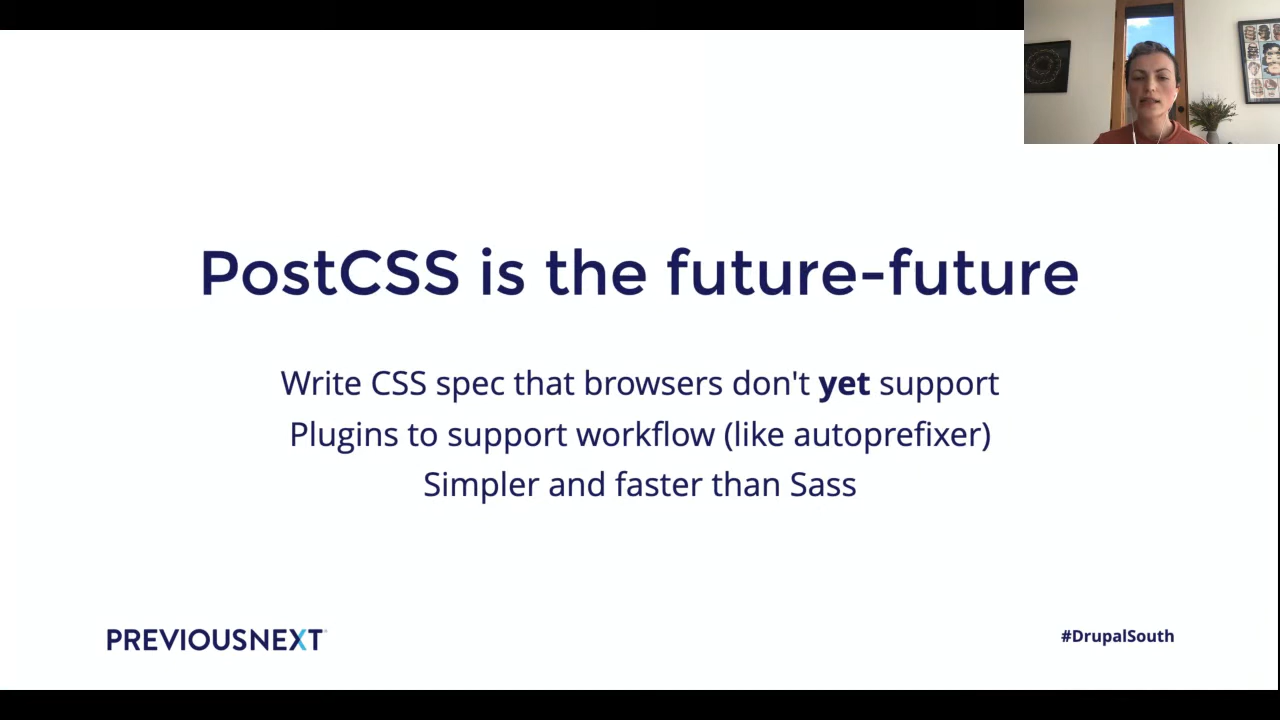 PostCSS is the future-future
Write CSS spec that browsers don't yet support
Plugins to support workflow (like autoprefixer)
Simpler and faster than Sass
PREVIOUSNEXT
#DrupalSouth